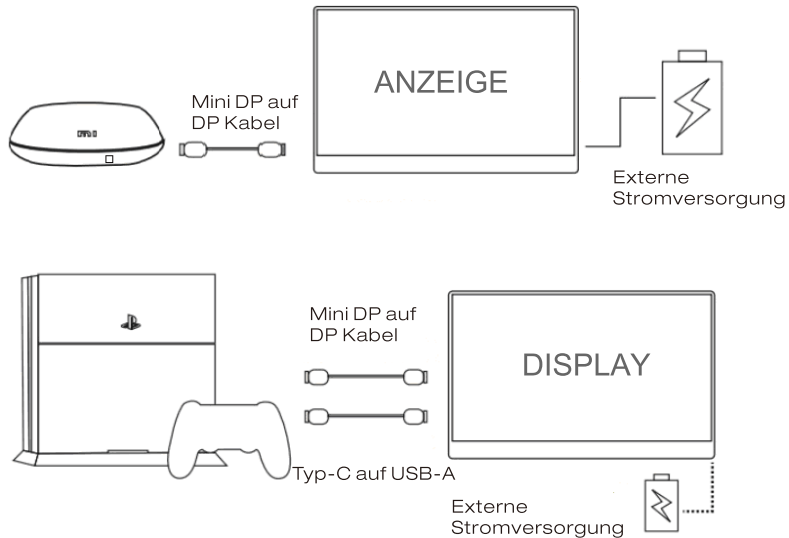 Mini DP auf
DP Kabel
ANZEIGE
mi
Externe
Stromversorgung
Mini DP auf
DP Kabel
DISPLAY
Typ-C auf USB-A
Externe
Stromversorgung